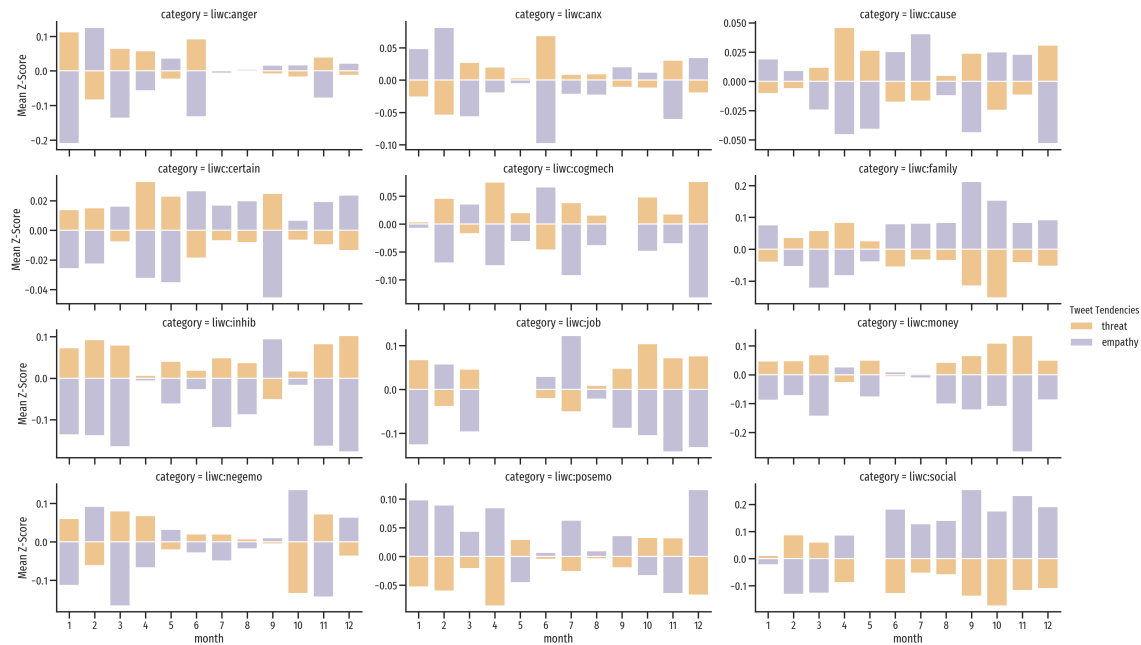 category = liwc:anger
category = liwc:anx
category = liwc:cause
Mean Z-Score
0.1
0.0
−0.1
−0.2
0.05
0.00
−0.05
−0.10
0.050
0.025
0.000
−0.025
−0.050
category = liwc:certain
category = liwc:cogmech
category = liwc:family
Mean Z-Score
0.02
0.00
−0.02
−0.04
0.05
0.00
−0.05
−0.10
0.2
0.1
0.0
−0.1
Tweet Tendencies
threat
empathy
category = liwc:inhib
category = liwc:job
category = liwc:money
Mean Z-Score
0.1
0.0
−0.1
0.1
0.0
−0.1
0.1
0.0
−0.1
−0.2
category = liwc:negemo
category = liwc:posemo
category = liwc:social
Mean Z-Score
0.1
0.0
−0.1
0.10
0.05
0.00
−0.05
0.2
0.1
0.0
−0.1
1 2 3 4 5 6 7 8 9 10 11 12
month
1 2 3 4 5 6 7 8 9 10 11 12
month
1 2 3 4 5 6 7 8 9 10 11 12
month